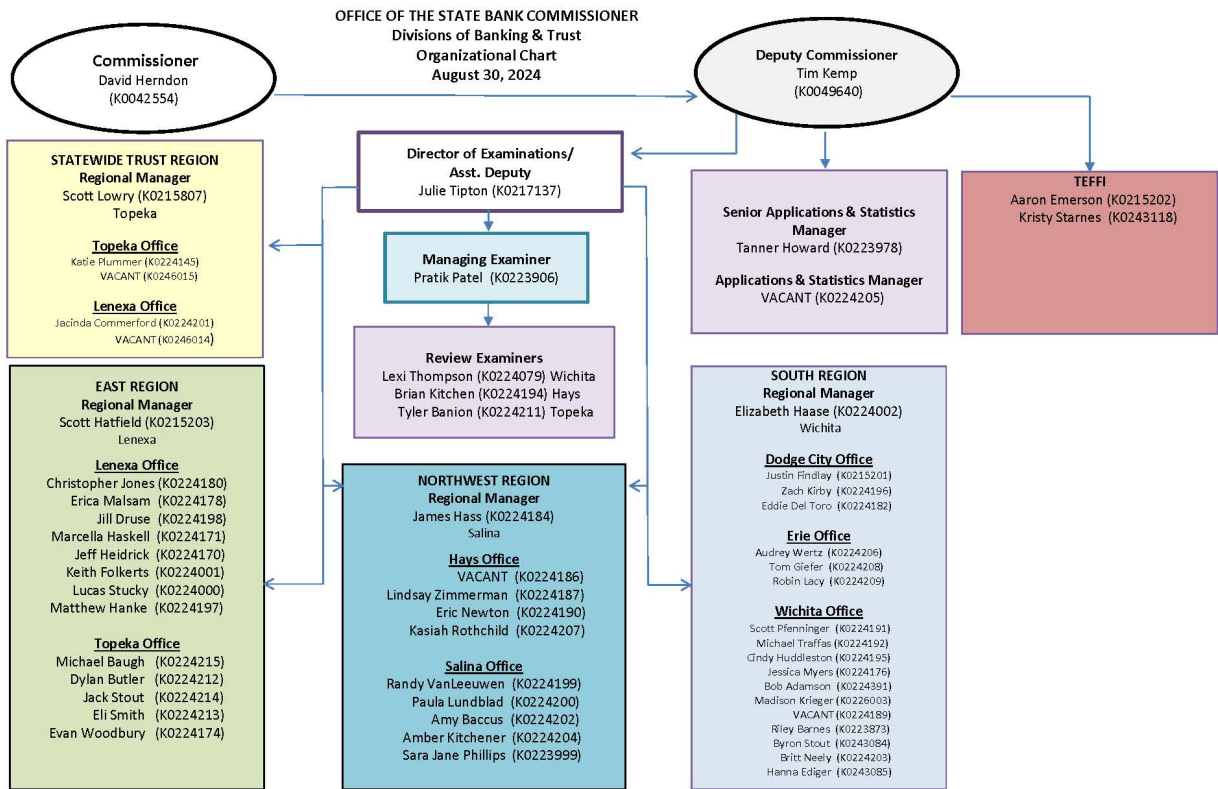 OFFICE OF THE STATE BANK COMMISSIONER
Divisions of Banking & Trust
Organizational Chart
August 30, 2024
Commissioner
David Herndon
(K0042554)
Deputy Commissioner
Tim Kemp
(K0049640)
STATEWIDE TRUST REGION
Regional Manager
Scott Lowry (K0215807)
Topeka
Topeka Office
Katie Plummer (K0224145)
VACANT (K0246015)
Lenexa Office
Jacinda Commerford (K0224201)
VACANT (K0246014)
Director of Examinations/
Asst. Deputy
Julie Tipton (K0217137)
Managing Examiner
Pratik Patel (K0223906)
Review Examiners
Lexi Thompson (K0224079) Wichita
Brian Kitchen (K0224194) Hays
Tyler Banion (K0224211) Topeka
Senior Applications & Statistics
Manager
Tanner Howard (K0223978)
Applications & Statistics Manager
VACANT (K0224205)
TEFFI
Aaron Emerson (K0215202)
Kristy Starnes (K0243118)
EAST REGION
Regional Manager
Scott Hatfield (K0215203)
Lenexa
Lenexa Office
Christopher Jones (K0224180)
Erica Malsam (K0224178)
Jill Druse (K0224198)
Marcella Haskell (K0224171)
Jeff Heidrick (K0224170)
Keith Folkerts (K0224001)
Lucas Stucky (K0224000)
Matthew Hanke (K0224197)
Topeka Office
Michael Baugh (K0224215)
Dylan Butler (K0224212)
Jack Stout (K0224214)
Eli Smith (K0224213)
Evan Woodbury (K0224174)
NORTHWEST REGION
Regional Manager
James Hass (K0224184)
Salina
Hays Office
VACANT (K0224186)
Lindsay Zimmerman (K0224187)
Eric Newton (K0224190)
Kasiah Rothchild (K0224207)
Salina Office
Randy VanLeeuwen (K0224199)
Paula Lundblad (K0224200)
Amy Baccus (K0224202)
Amber Kitchener (K0224204)
Sara Jane Phillips (K0223999)
SOUTH REGION
Regional Manager
Elizabeth Haase (K0224002)
Wichita
Dodge City Office
Justin Findlay (K0215201)
Zach Kirby (K0224196)
Eddie Del Toro (K0224182)
Erie Office
Audrey Wertz (K0224206)
Tom Giefer (K0224208)
Robin Lacy (K0224209)
Wichita Office
Scott Pfenninger (K0224191)
Michael Traffas (K0224192)
Cindy Huddleston (K0224195)
Jessica Myers (K0224176)
Bob Adamson (K0224391)
Madison Krieger (K0226003)
VACANT (K0224189)
Riley Barnes (K0223873)
Byron Stout (K0243084)
Britt Neely (K0224203)
Hanna Ediger (K0243085)